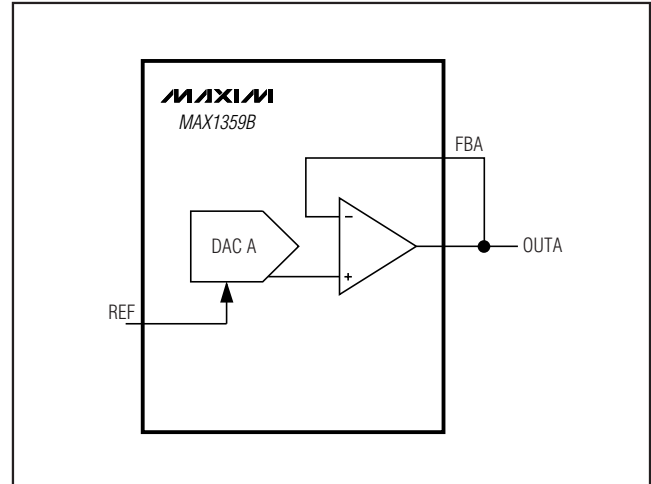 MAXIM
MAX1359B
FBA
DAC A
−
+
OUTA
REF